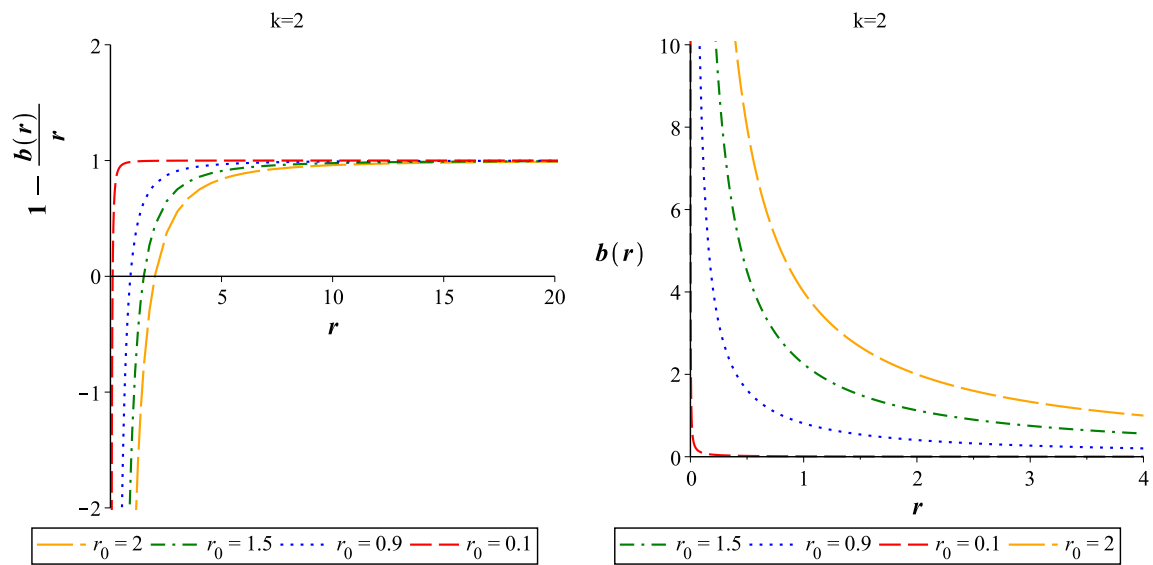 k=2
2
1 − b(r)/r
1
0
5
10
15
20
r
−1
−2
r₀ = 2
r₀ = 1.5
r₀ = 0.9
r₀ = 0.1
k=2
10
8
6
b(r)
4
2
0
0
1
2
3
4
r
r₀ = 1.5
r₀ = 0.9
r₀ = 0.1
r₀ = 2